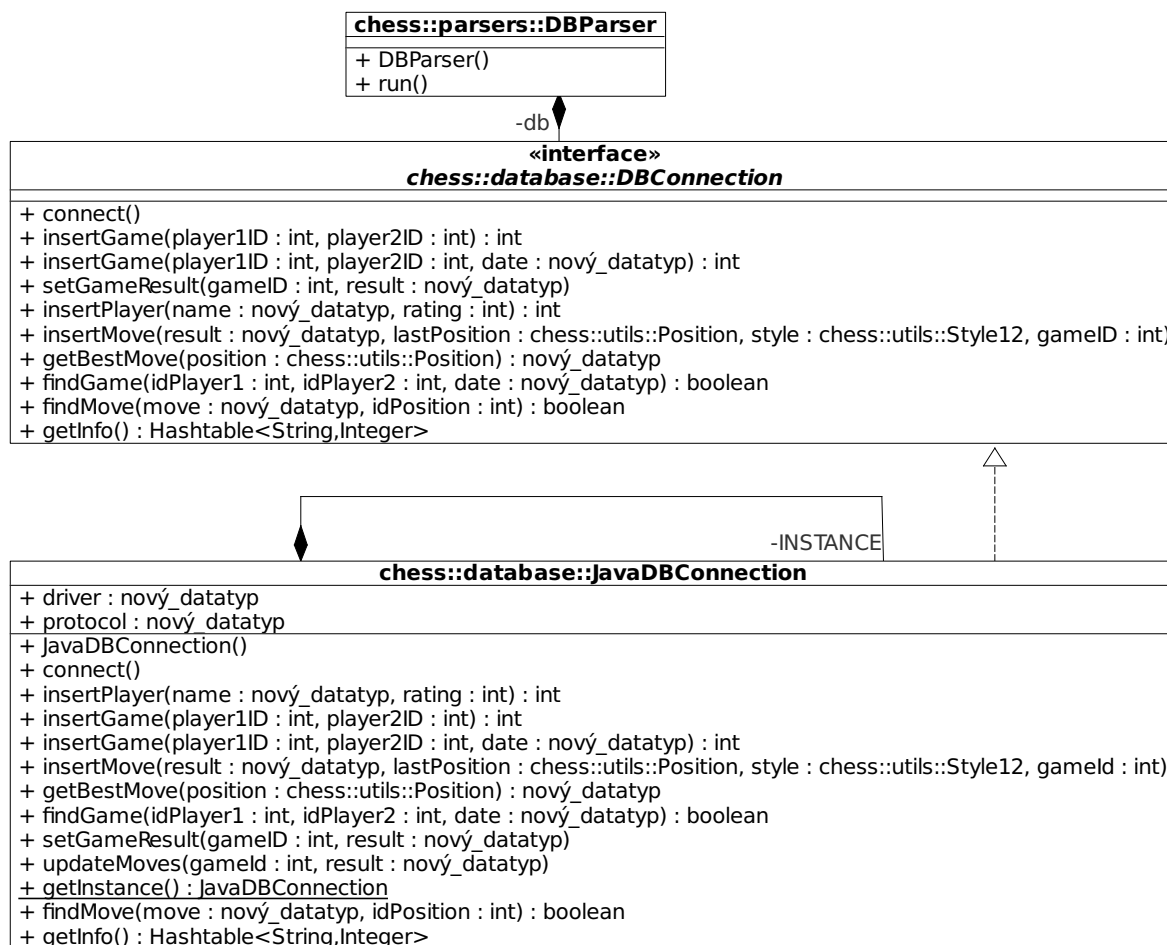 chess::parsers::DBParser
+ DBParser()
+ run()
-db
«interface»
chess::database::DBConnection
+ connect()
+ insertGame(player1ID : int, player2ID : int) : int
+ insertGame(player1ID : int, player2ID : int, date : nový_datatyp) : int
+ setGameResult(gameID : int, result : nový_datatyp)
+ insertPlayer(name : nový_datatyp, rating : int) : int
+ insertMove(result : nový_datatyp, lastPosition : chess::utils::Position, style : chess::utils::Style12, gameID : int)
+ getBestMove(position : chess::utils::Position) : nový_datatyp
+ findGame(idPlayer1 : int, idPlayer2 : int, date : nový_datatyp) : boolean
+ findMove(move : nový_datatyp, idPosition : int) : boolean
+ getInfo() : Hashtable<String,Integer>
-INSTANCE
chess::database::JavaDBConnection
+ driver : nový_datatyp
+ protocol : nový_datatyp
+ JavaDBConnection()
+ connect()
+ insertPlayer(name : nový_datatyp, rating : int) : int
+ insertGame(player1ID : int, player2ID : int) : int
+ insertGame(player1ID : int, player2ID : int, date : nový_datatyp) : int
+ insertMove(result : nový_datatyp, lastPosition : chess::utils::Position, style : chess::utils::Style12, gameId : int)
+ getBestMove(position : chess::utils::Position) : nový_datatyp
+ findGame(idPlayer1 : int, idPlayer2 : int, date : nový_datatyp) : boolean
+ setGameResult(gameID : int, result : nový_datatyp)
+ updateMoves(gameId : int, result : nový_datatyp)
+ getInstance() : JavaDBConnection
+ findMove(move : nový_datatyp, idPosition : int) : boolean
+ getInfo() : Hashtable<String,Integer>